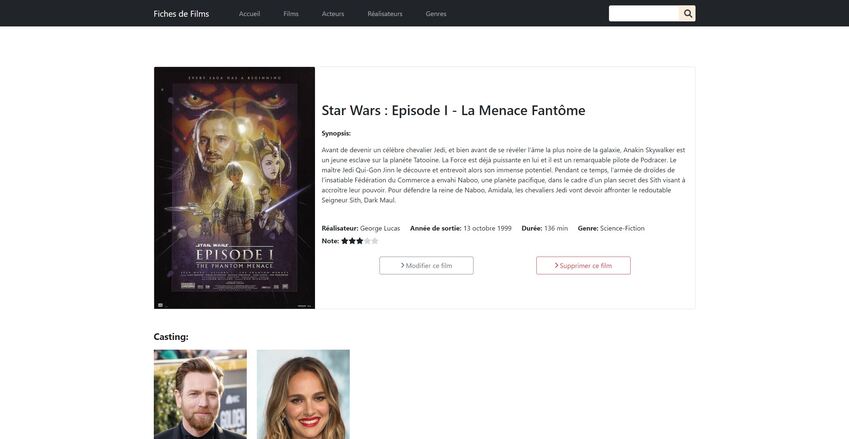 Fiches de Films
Accueil
Films
Acteurs
Réalisateurs
Genres
EVERY SAGA HAS A BEGINNING
STAR WARS
EPISODE I
THE PHANTOM MENACE
Star Wars : Episode I - La Menace Fantôme
Synopsis:
Avant de devenir un célèbre chevalier Jedi, et bien avant de se révéler l'âme la plus noire de la galaxie, Anakin Skywalker est
un jeune esclave sur la planète Tatooine. La Force est déjà puissante en lui et il est un remarquable pilote de Podracer. Le
maître Jedi Qui-Gon Jinn le découvre et entrevoit alors son immense potentiel. Pendant ce temps, l'armée de droïdes de
l'insatiable Fédération du Commerce a envahi Naboo, une planète pacifique, dans le cadre d'un plan secret des Sith visant à
accroître leur pouvoir. Pour défendre la reine de Naboo, Amidala, les chevaliers Jedi vont devoir affronter le redoutable
Seigneur Sith, Dark Maul.
Réalisateur: George Lucas Année de sortie: 13 octobre 1999 Durée: 136 min Genre: Science-Fiction
Note:
Modifier ce film
Supprimer ce film
Casting:
GOLDEN